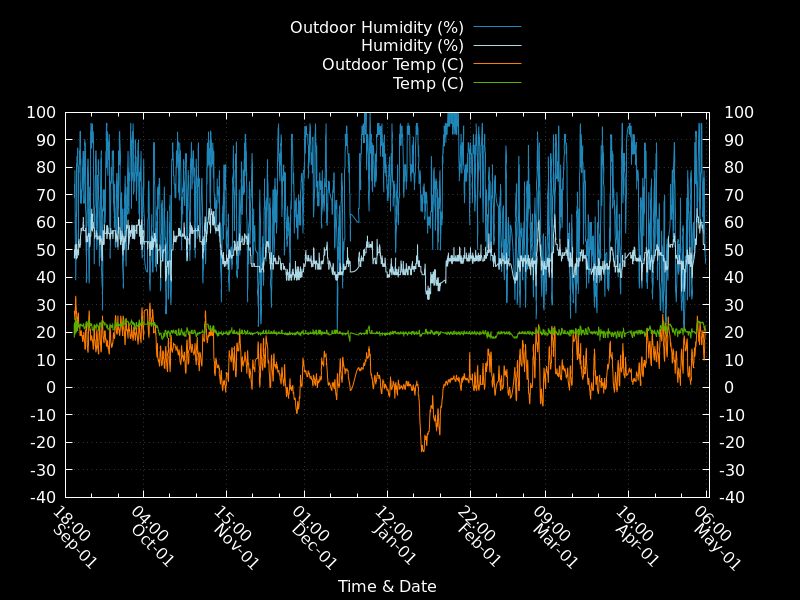 Outdoor Humidity (%)
Humidity (%)
Outdoor Temp (C)
Temp (C)
100 100
90 90
80 80
70 70
60 60
50 50
40 40
30 30
20 20
10 10
0 0
-10 -10
-20 -20
-30 -30
-40 -40
18:00 Sep-01
04:00 Oct-01
15:00 Nov-01
01:00 Dec-01
12:00 Jan-01
22:00 Feb-01
09:00 Mar-01
19:00 Apr-01
06:00 May-01
Time & Date